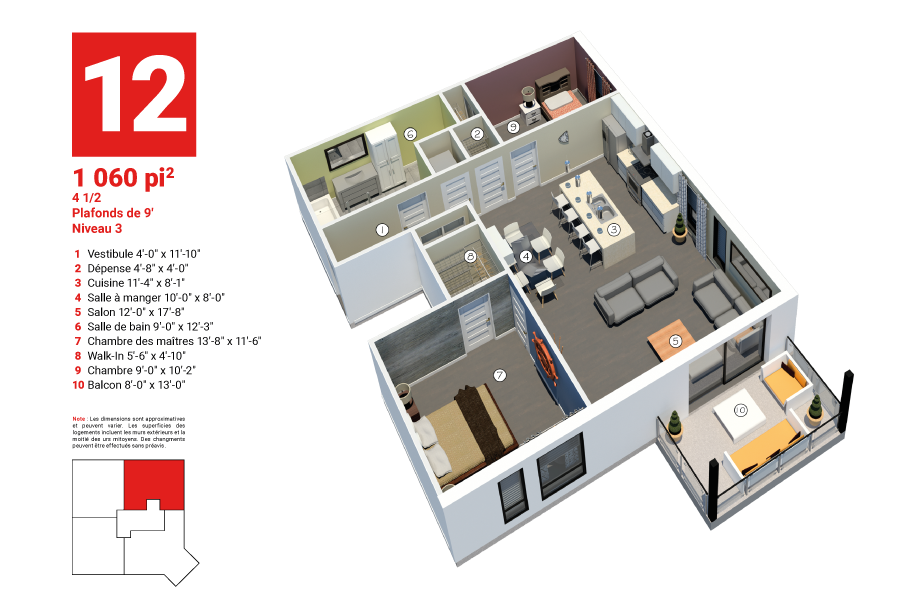 12
1 060 pi²
4 1/2
Plafonds de 9'
Niveau 3
1 Vestibule 4'-0" x 11'-10"
2 Dépense 4'-8" x 4'-0"
3 Cuisine 11'-4" x 8'-1"
4 Salle à manger 10'-0" x 8'-0"
5 Salon 12'-0" x 17'-8"
6 Salle de bain 9'-0" x 12'-3"
7 Chambre des maîtres 13'-8" x 11'-6"
8 Walk-In 5'-6" x 4'-10"
9 Chambre 9'-0" x 10'-2"
10 Balcon 8'-0" x 13'-0"
Note : Les dimensions sont approximatives
et peuvent varier. Les superficies des
logements incluent les murs extérieurs et la
moitié des urs mitoyens. Des changments
peuvent être effectués sans préavis.
6
2
9
1
8
4
3
5
7
10